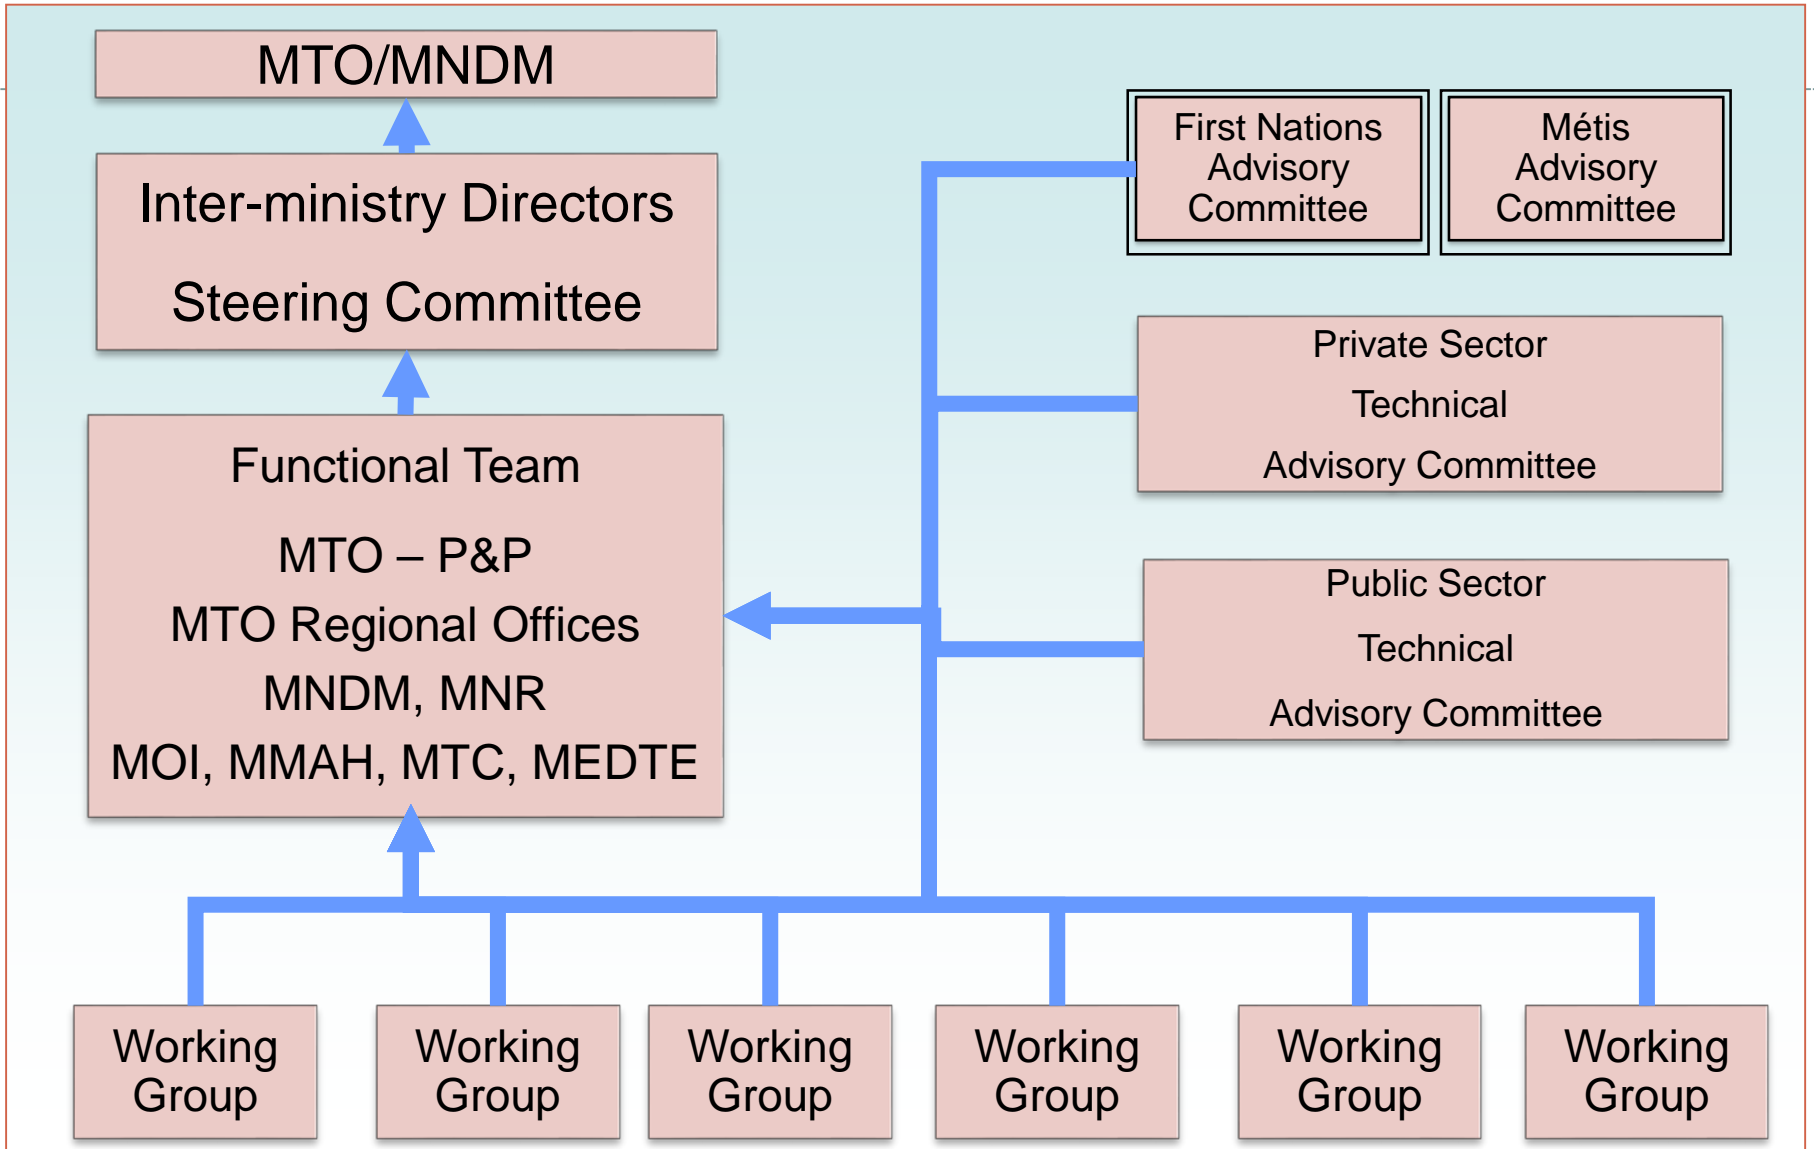 MTO/MNDM
Inter-ministry Directors
Steering Committee
Functional Team
MTO – P&P
MTO Regional Offices
MNDM, MNR
MOI, MMAH, MTC, MEDTE
First Nations
Advisory
Committee
Métis
Advisory
Committee
Private Sector
Technical
Advisory Committee
Public Sector
Technical
Advisory Committee
Working
Group
Working
Group
Working
Group
Working
Group
Working
Group
Working
Group